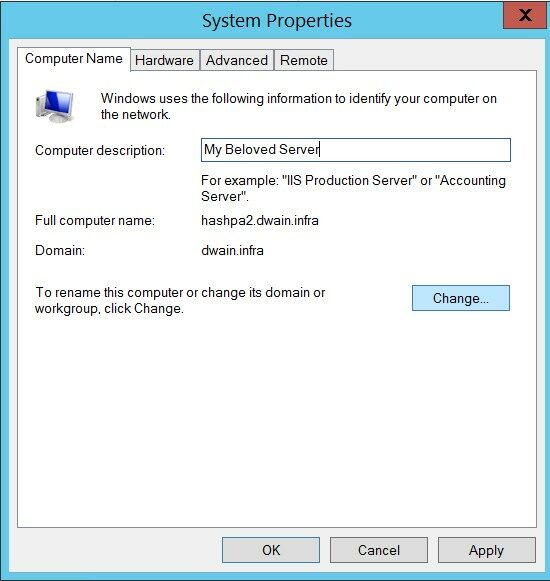 System Properties
x
Computer Name Hardware Advanced Remote
Windows uses the following information to identify your computer on
the network.
Computer description: My Beloved Server
For example: "IIS Production Server" or "Accounting
Server".
Full computer name: hashpa2.dwain.infra
Domain: dwain.infra
To rename this computer or change its domain or
workgroup, click Change.
Change...
OK Cancel Apply